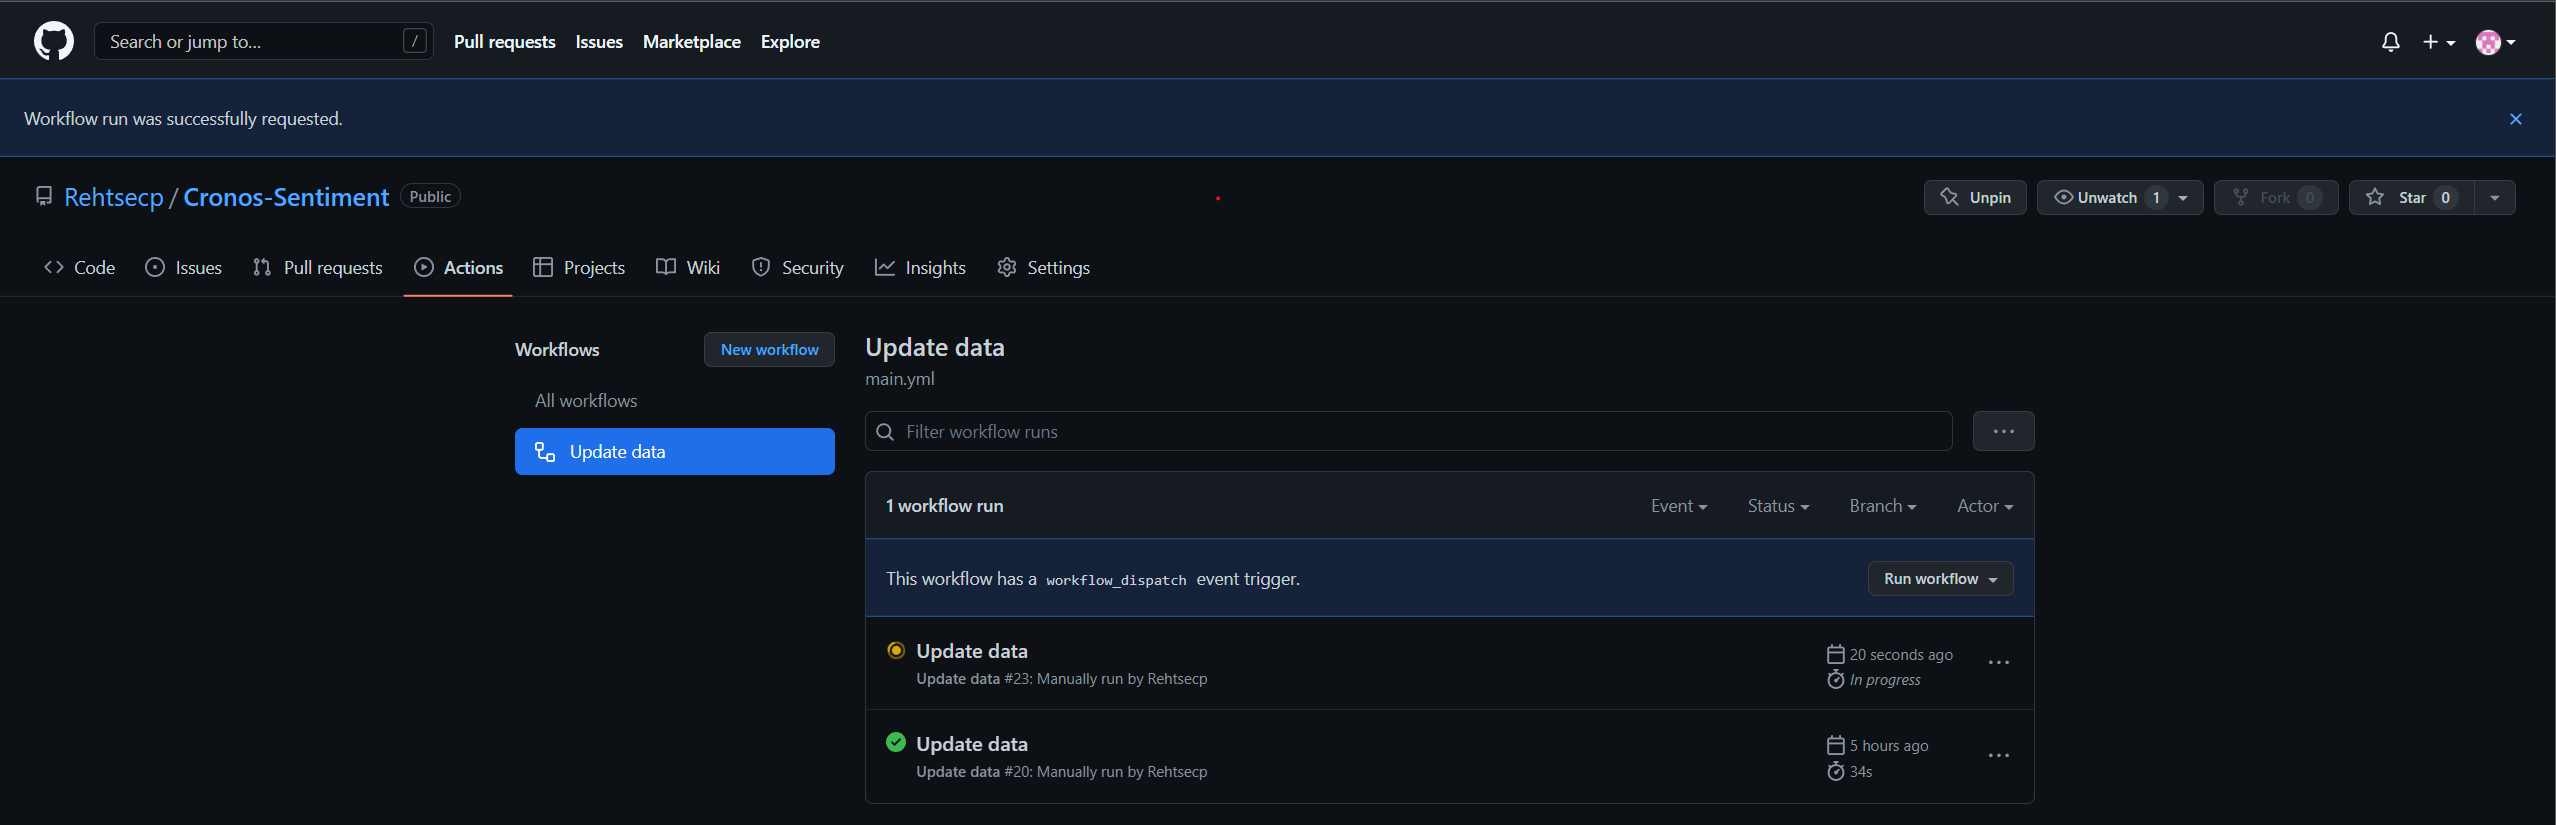 Search or jump to... /
Pull requests Issues Marketplace Explore
Workflow run was successfully requested.
Rehtsecp / Cronos-Sentiment Public
Unpin Unwatch 1 Fork 0 Star 0
Code Issues Pull requests Actions Projects Wiki Security Insights Settings
Workflows New workflow
All workflows
Update data
Update data
main.yml
Filter workflow runs
1 workflow run Event Status Branch Actor
This workflow has a workflow_dispatch event trigger. Run workflow
Update data 20 seconds ago
Update data #23: Manually run by Rehtsecp In progress
Update data 5 hours ago
Update data #20: Manually run by Rehtsecp 34s